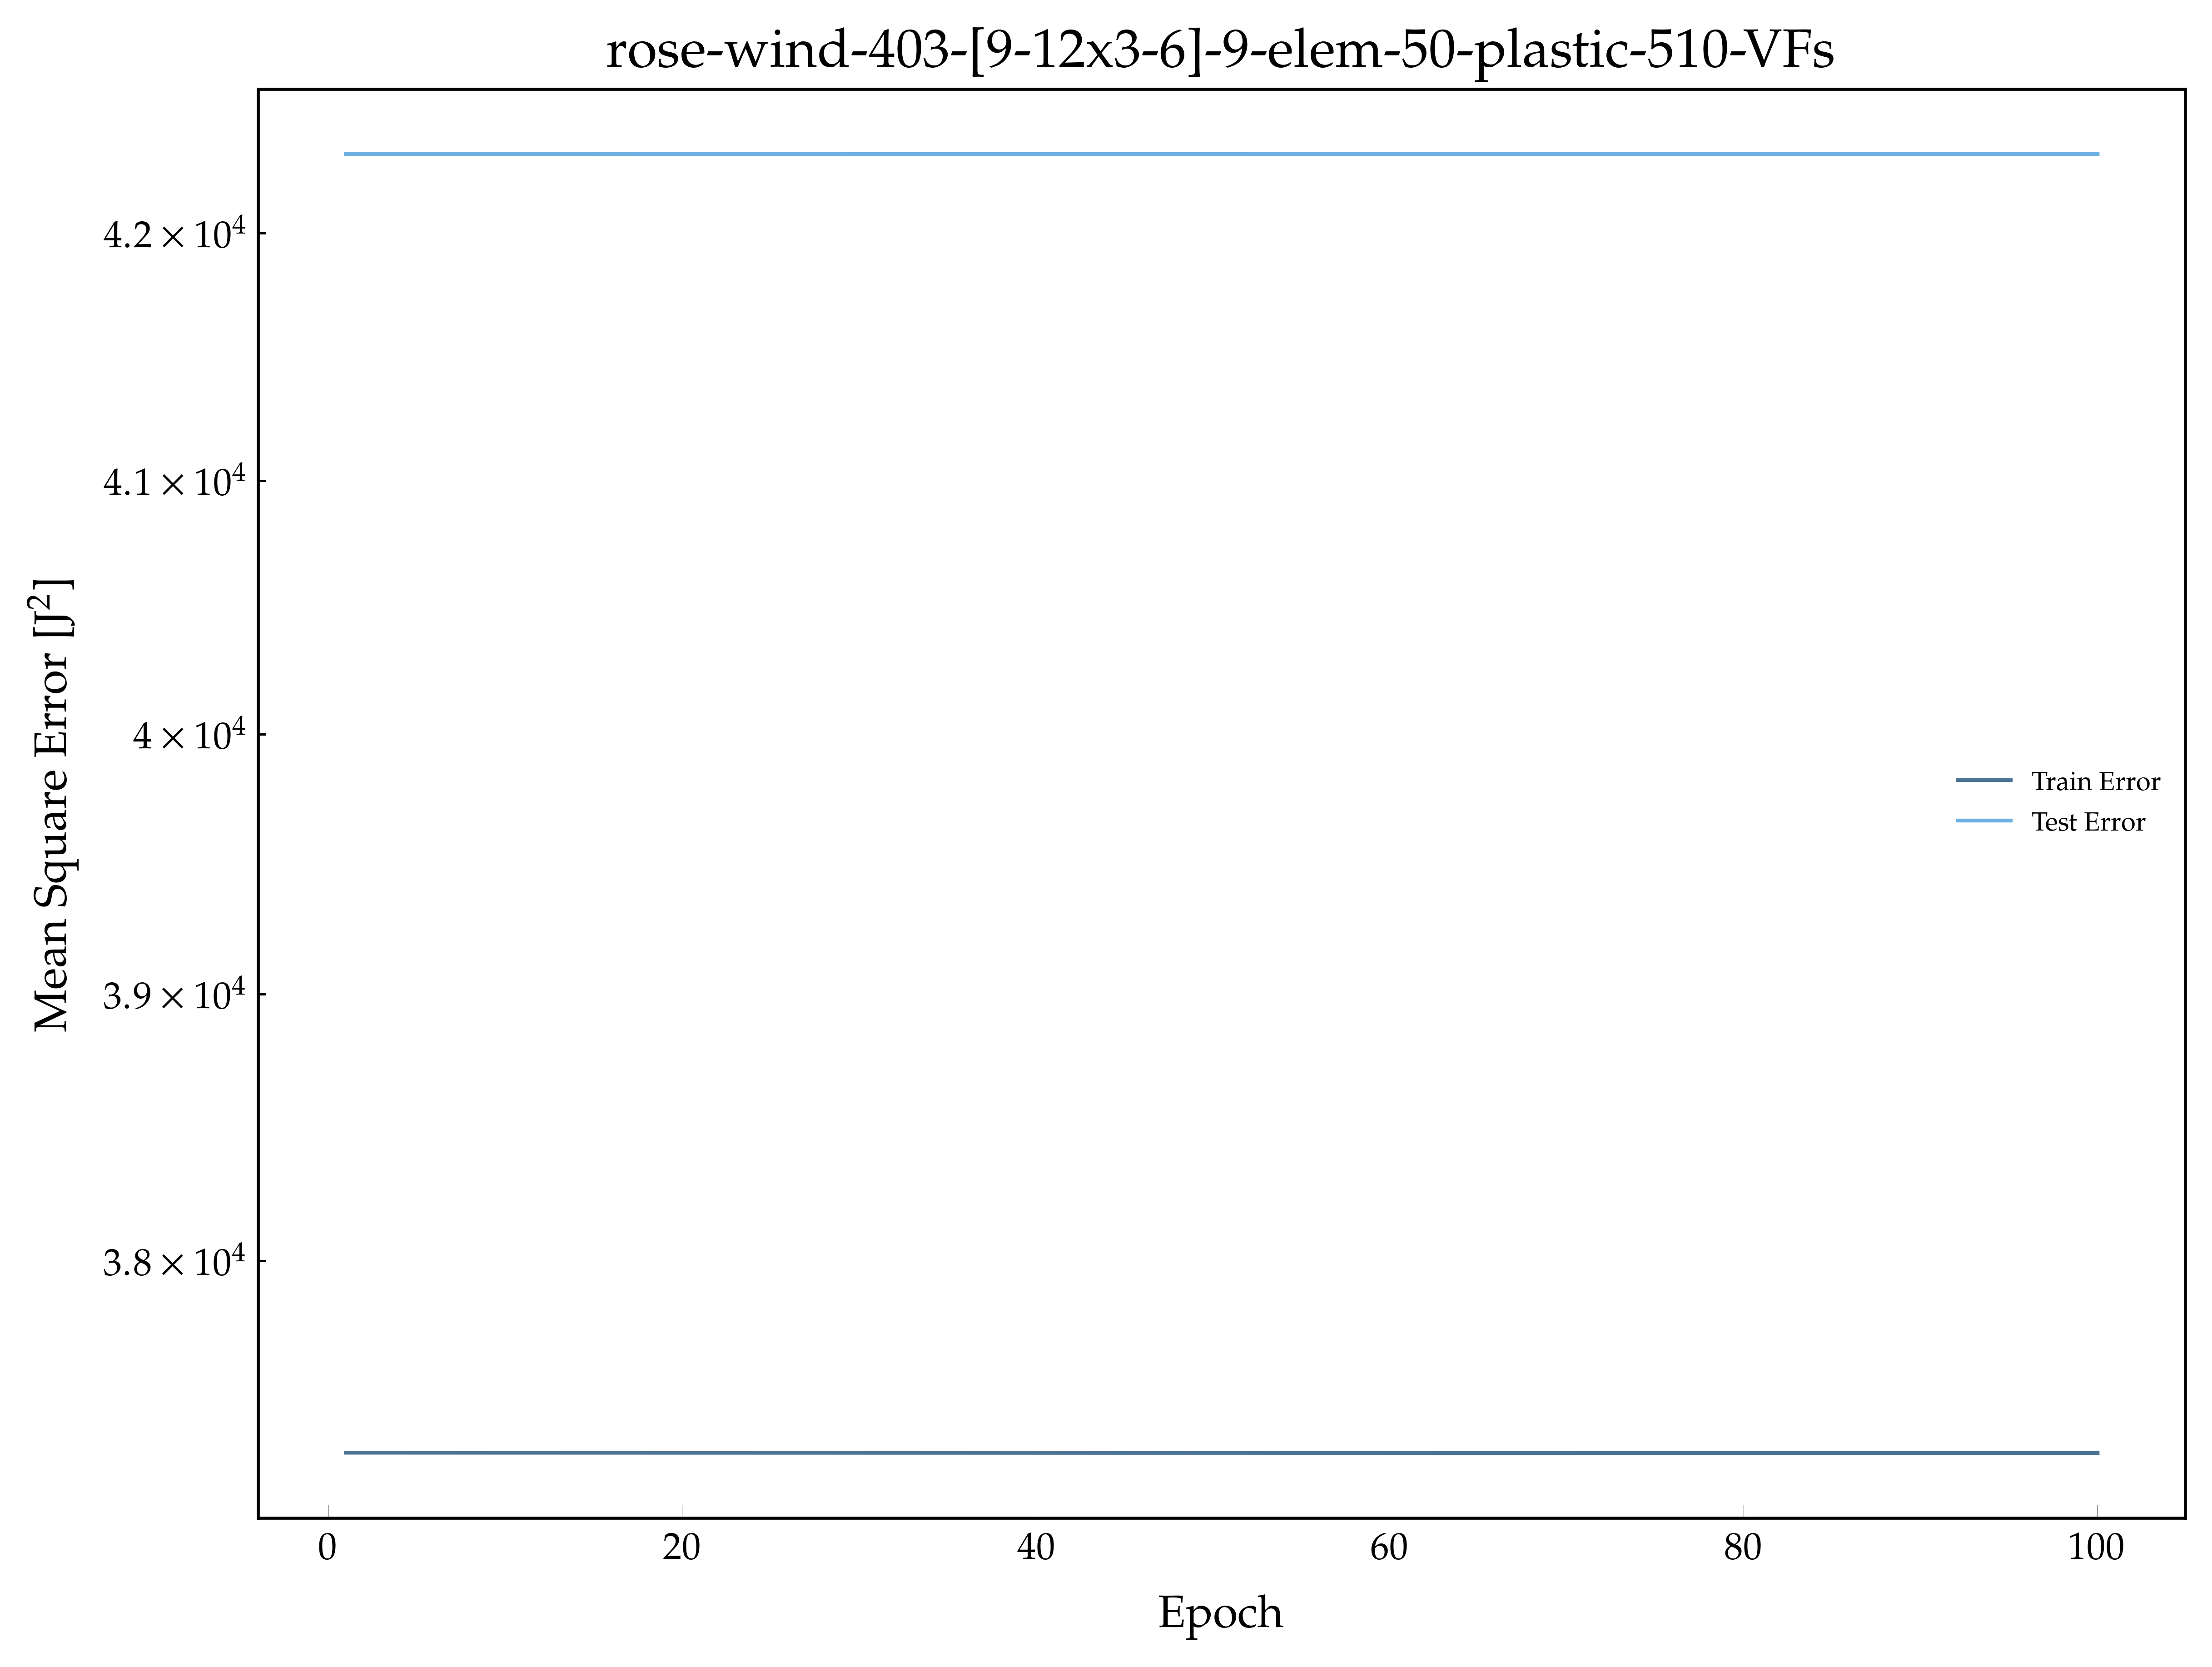 rose-wind-403-[9-12x3-6]-9-elem-50-plastic-510-VFs
4.2 × 10⁴
4.1 × 10⁴
4 × 10⁴
3.9 × 10⁴
3.8 × 10⁴
Mean Square Error [J²]
Train Error
Test Error
0 20 40 60 80 100
Epoch